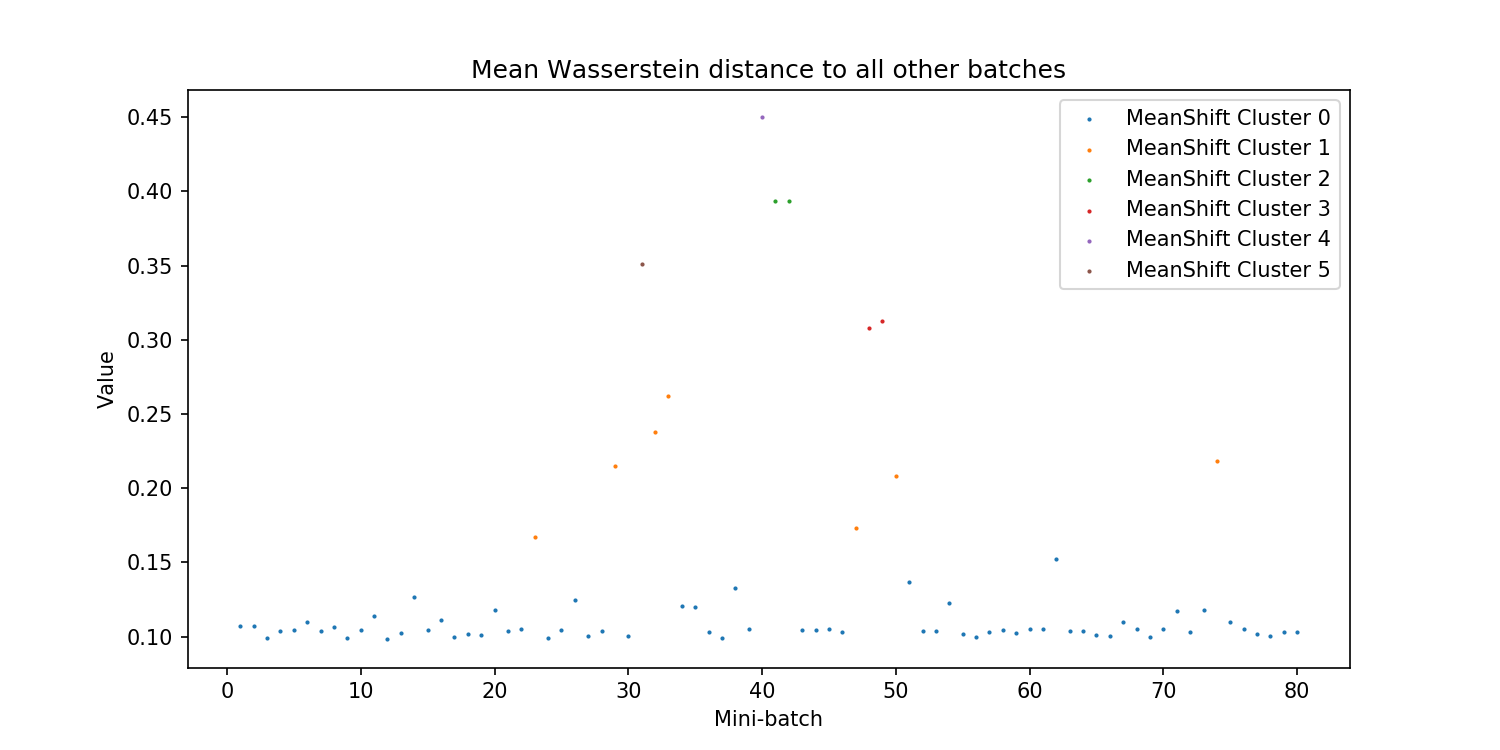 Mean Wasserstein distance to all other batches
0.45
0.40
0.35
0.30
0.25
0.20
0.15
0.10
Value
0 10 20 30 40 50 60 70 80
Mini-batch
MeanShift Cluster 0
MeanShift Cluster 1
MeanShift Cluster 2
MeanShift Cluster 3
MeanShift Cluster 4
MeanShift Cluster 5